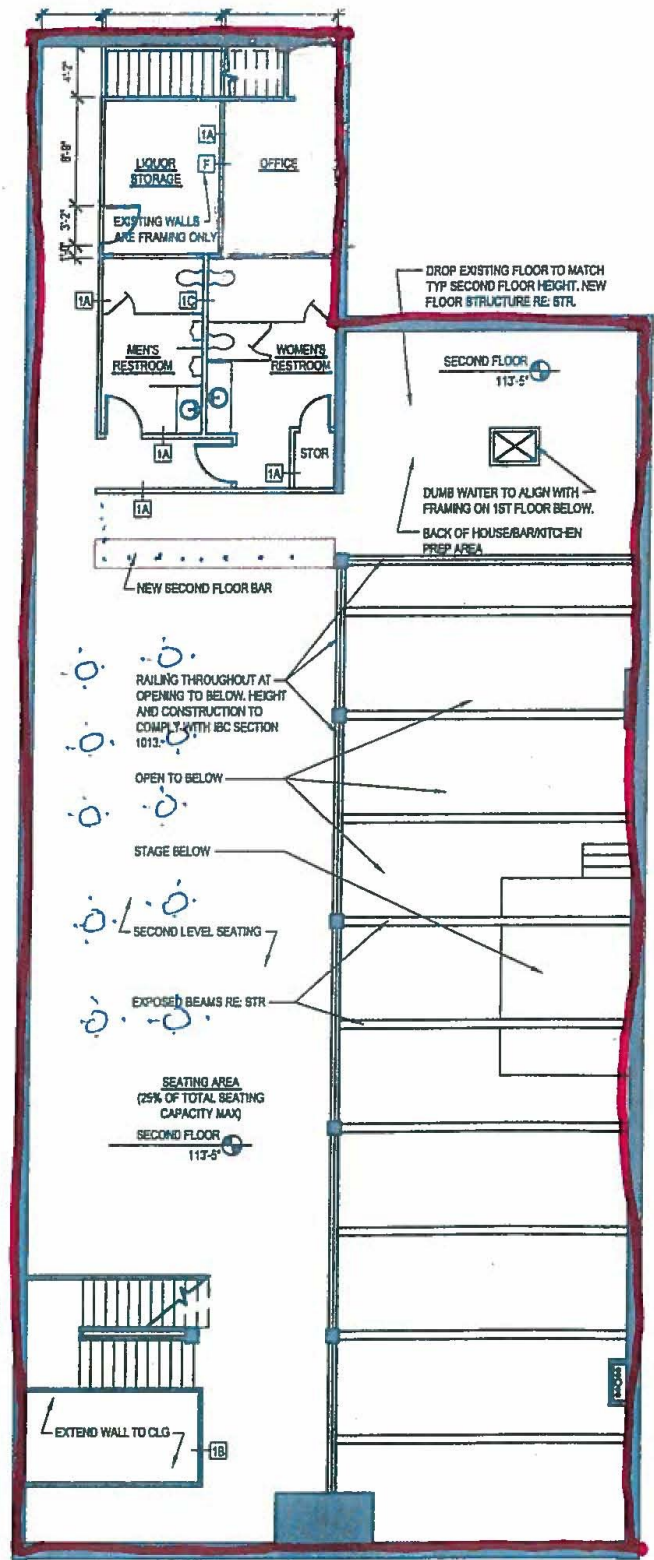 4'-2"
1A
F
LIQUOR
STORAGE
OFFICE
EXISTING WALLS
ARE FRAMING ONLY
3'-2"
DROP EXISTING FLOOR TO MATCH
TYP SECOND FLOOR HEIGHT. NEW
FLOOR STRUCTURE RE: STR.
1A
1C
MEN'S
RESTROOM
WOMEN'S
RESTROOM
SECOND FLOOR
113'-5"
1A
STOR
1A
1A
DUMB WAITER TO ALIGN WITH
FRAMING ON 1ST FLOOR BELOW.
BACK OF HOUSE/BAR/KITCHEN
PREP AREA
NEW SECOND FLOOR BAR
RAILING THROUGHOUT AT
OPENING TO BELOW. HEIGHT
AND CONSTRUCTION TO
COMPLY WITH IBC SECTION
1013.
OPEN TO BELOW
STAGE BELOW
SECOND LEVEL SEATING
EXPOSED BEAMS RE: STR
SEATING AREA
(25% OF TOTAL SEATING
CAPACITY MAX)
SECOND FLOOR
113'-5"
EXTEND WALL TO CLG
1B